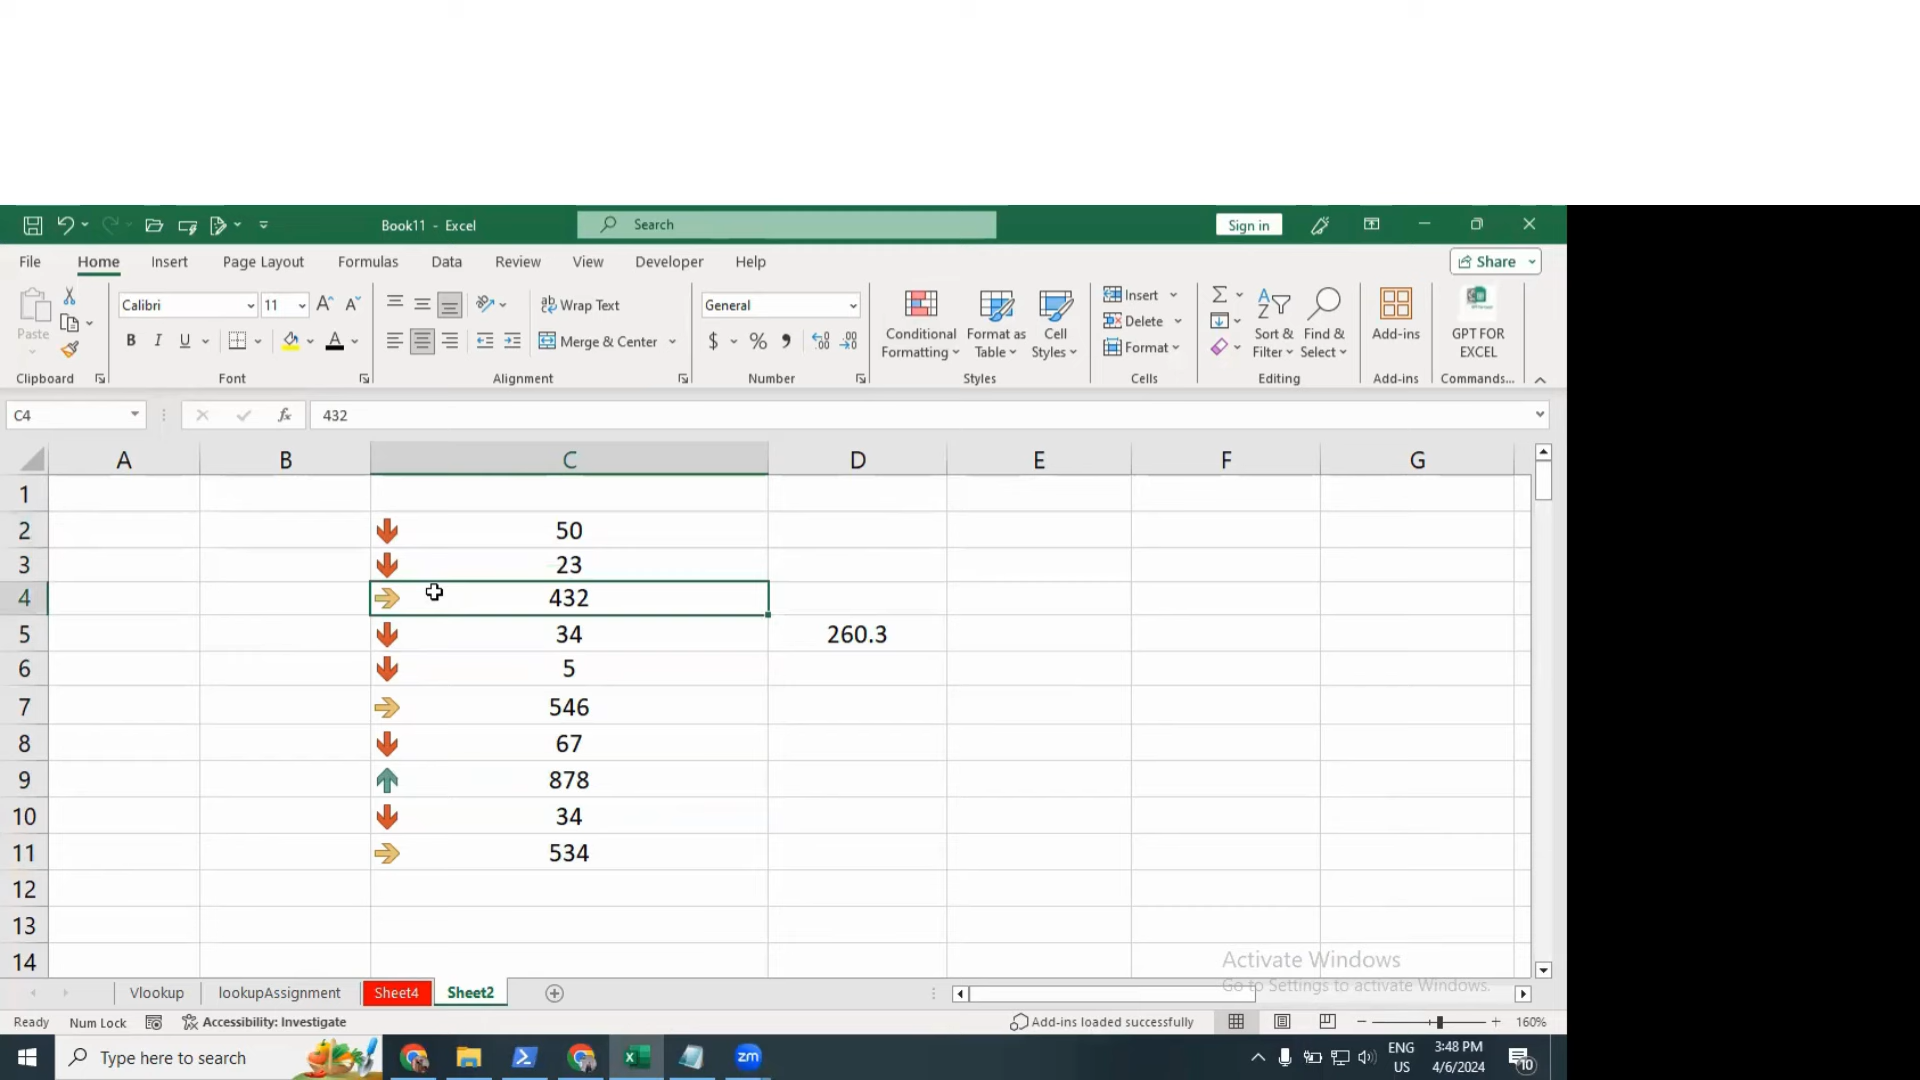 Book11 - Excel
Search
Sign in
File Home Insert Page Layout Formulas Data Review View Developer Help
Share
Paste
Calibri 11
B I U A
ab Wrap Text
Merge & Center
General
$ % ,
Conditional Formatting
Format as Table
Cell Styles
Insert
Delete
Format
Sort & Filter
Find & Select
Add-ins
GPT FOR EXCEL
Clipboard Font Alignment Number Styles Cells Editing Add-ins Commands...
C4 fx 432
A B C D E F G
1
2 50
3 23
4 432
5 34 260.3
6 5
7 546
8 67
9 878
10 34
11 534
12
13
14
Activate Windows
Go to Settings to activate Windows.
Vlookup lookupAssignment Sheet4 Sheet2
Ready Num Lock Accessibility: Investigate Add-ins loaded successfully 160%
Type here to search
zm
ENG
US
3:48 PM
4/6/2024
10